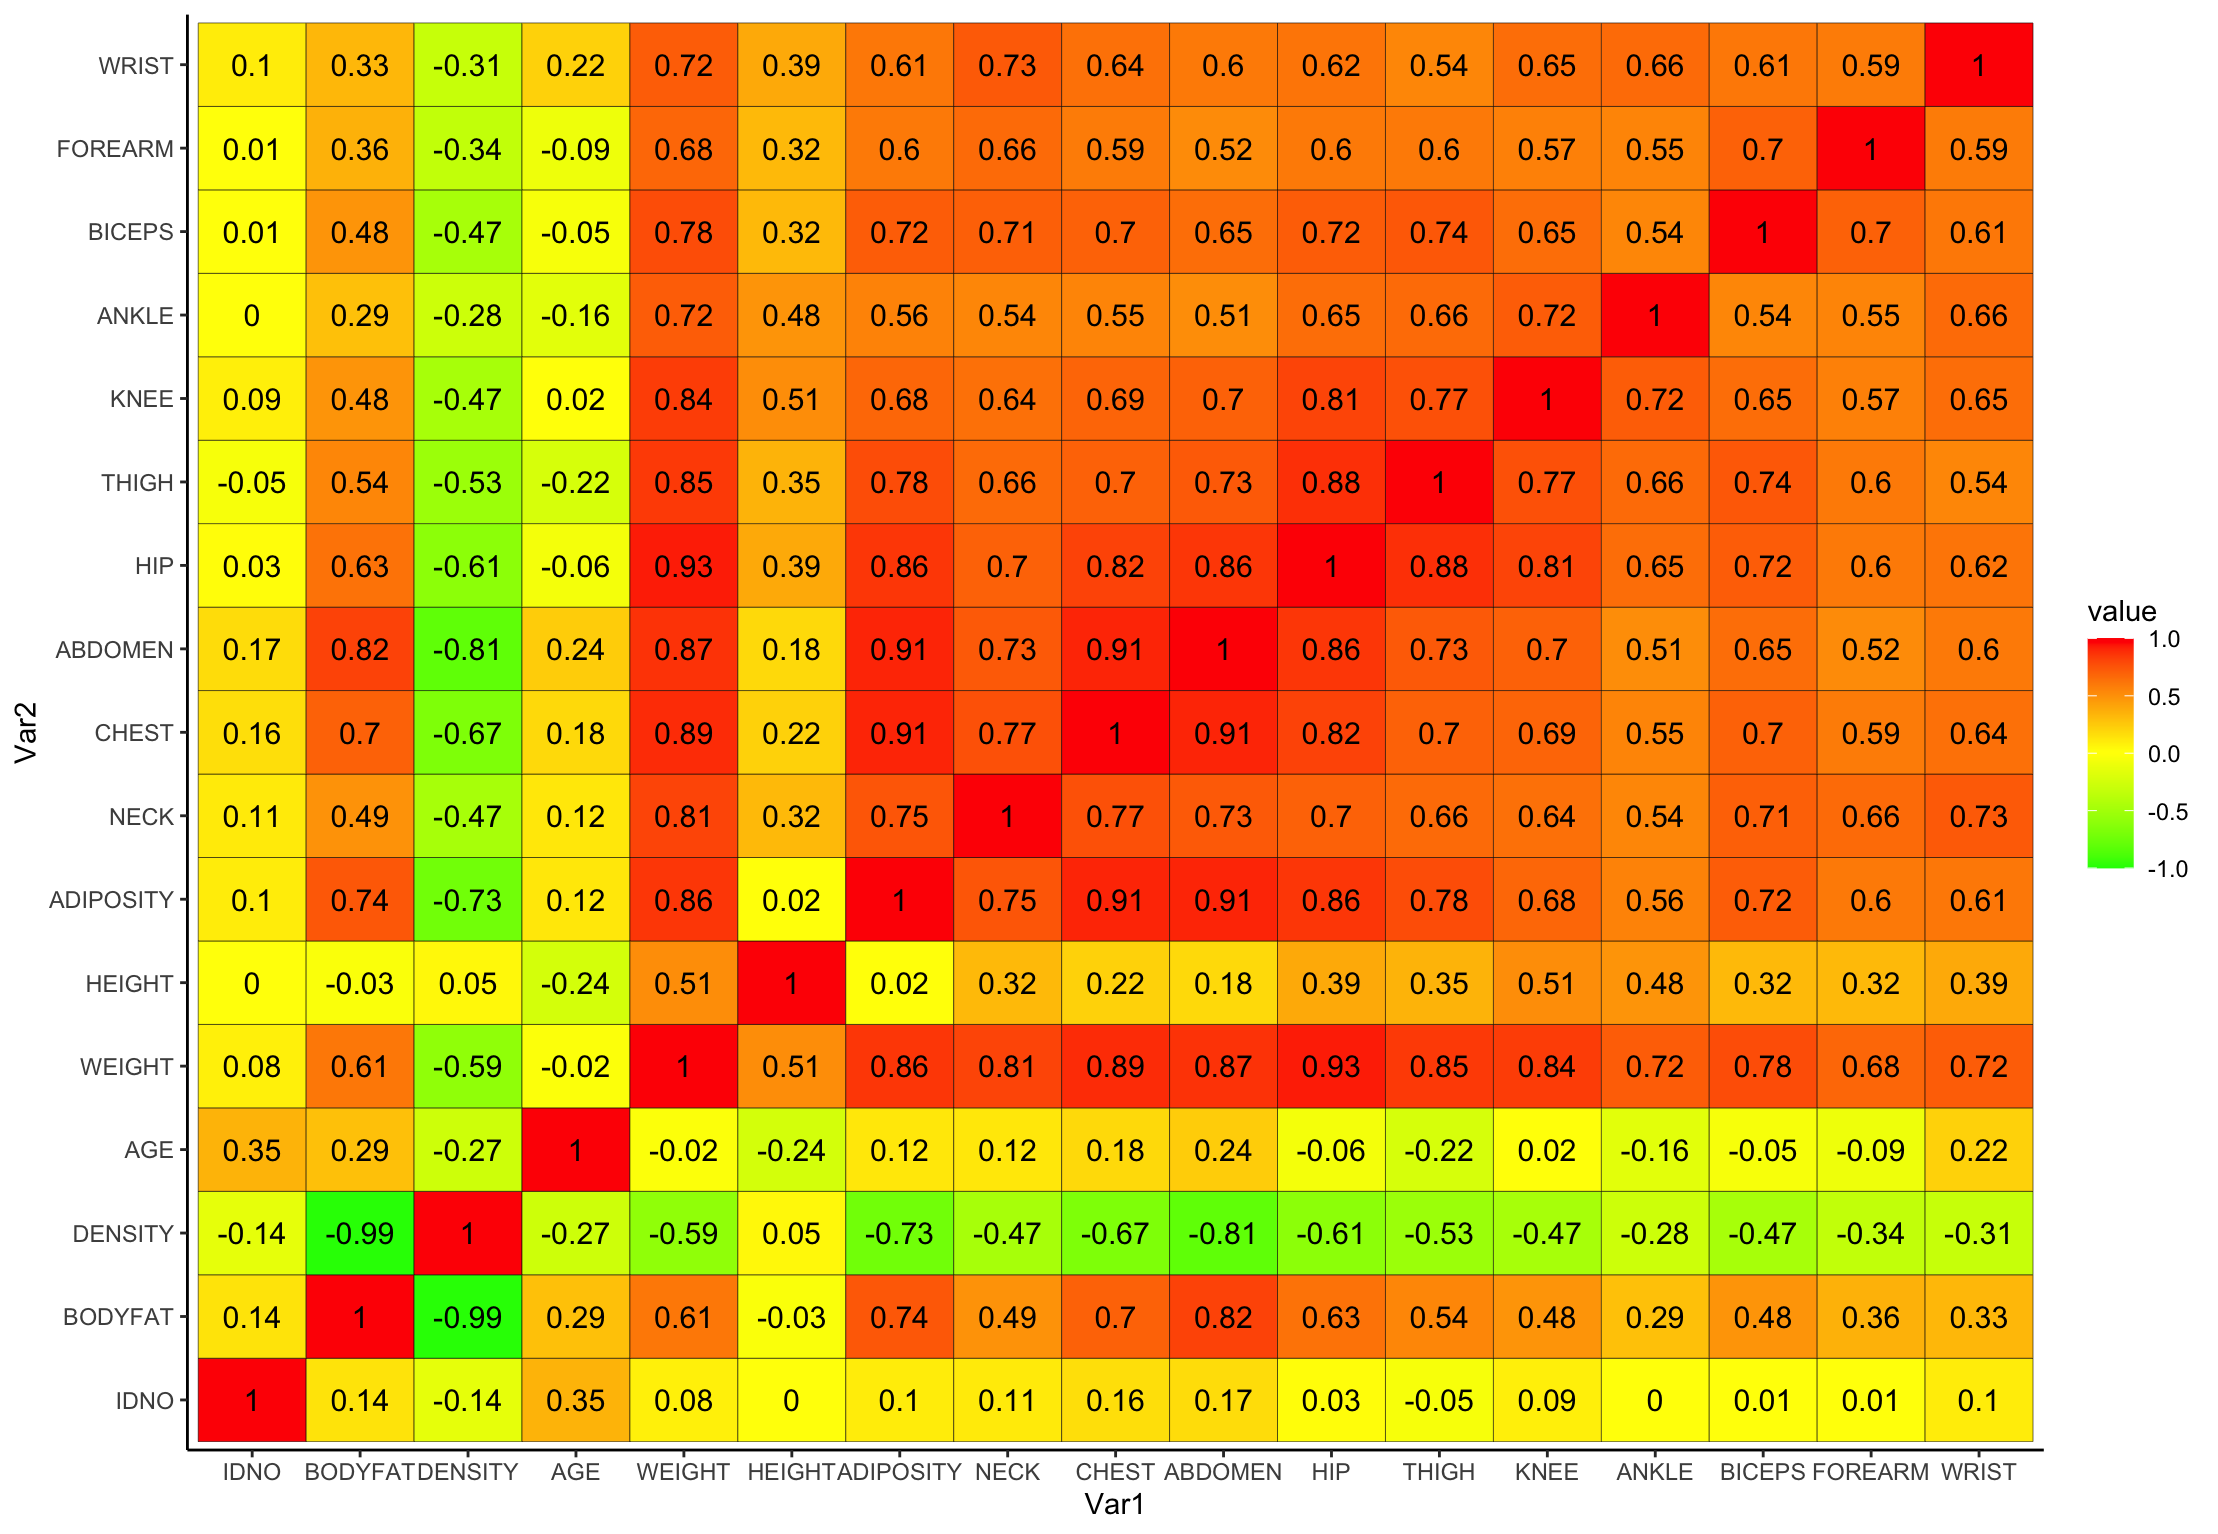 WRIST 0.1 0.33 -0.31 0.22 0.72 0.39 0.61 0.73 0.64 0.6 0.62 0.54 0.65 0.66 0.61 0.59 1
FOREARM 0.01 0.36 -0.34 -0.09 0.68 0.32 0.6 0.66 0.59 0.52 0.6 0.6 0.57 0.55 0.7 1 0.59
BICEPS 0.01 0.48 -0.47 -0.05 0.78 0.32 0.72 0.71 0.7 0.65 0.72 0.74 0.65 0.54 1 0.7 0.61
ANKLE 0 0.29 -0.28 -0.16 0.72 0.48 0.56 0.54 0.55 0.51 0.65 0.66 0.72 1 0.54 0.55 0.66
KNEE 0.09 0.48 -0.47 0.02 0.84 0.51 0.68 0.64 0.69 0.7 0.81 0.77 1 0.72 0.65 0.57 0.65
THIGH -0.05 0.54 -0.53 -0.22 0.85 0.35 0.78 0.66 0.7 0.73 0.88 1 0.77 0.66 0.74 0.6 0.54
HIP 0.03 0.63 -0.61 -0.06 0.93 0.39 0.86 0.7 0.82 0.86 1 0.88 0.81 0.65 0.72 0.6 0.62
ABDOMEN 0.17 0.82 -0.81 0.24 0.87 0.18 0.91 0.73 0.91 1 0.86 0.73 0.7 0.51 0.65 0.52 0.6
CHEST 0.16 0.7 -0.67 0.18 0.89 0.22 0.91 0.77 1 0.91 0.82 0.7 0.69 0.55 0.7 0.59 0.64
NECK 0.11 0.49 -0.47 0.12 0.81 0.32 0.75 1 0.77 0.73 0.7 0.66 0.64 0.54 0.71 0.66 0.73
ADIPOSITY 0.1 0.74 -0.73 0.12 0.86 0.02 1 0.75 0.91 0.91 0.86 0.78 0.68 0.56 0.72 0.6 0.61
HEIGHT 0 -0.03 0.05 -0.24 0.51 1 0.02 0.32 0.22 0.18 0.39 0.35 0.51 0.48 0.32 0.32 0.39
WEIGHT 0.08 0.61 -0.59 -0.02 1 0.51 0.86 0.81 0.89 0.87 0.93 0.85 0.84 0.72 0.78 0.68 0.72
AGE 0.35 0.29 -0.27 1 -0.02 -0.24 0.12 0.12 0.18 0.24 -0.06 -0.22 0.02 -0.16 -0.05 -0.09 0.22
DENSITY -0.14 -0.99 1 -0.27 -0.59 0.05 -0.73 -0.47 -0.67 -0.81 -0.61 -0.53 -0.47 -0.28 -0.47 -0.34 -0.31
BODYFAT 0.14 1 -0.99 0.29 0.61 -0.03 0.74 0.49 0.7 0.82 0.63 0.54 0.48 0.29 0.48 0.36 0.33
IDNO 1 0.14 -0.14 0.35 0.08 0 0.1 0.11 0.16 0.17 0.03 -0.05 0.09 0 0.01 0.01 0.1
IDNO BODYFAT DENSITY AGE WEIGHT HEIGHT ADIPOSITY NECK CHEST ABDOMEN HIP THIGH KNEE ANKLE BICEPS FOREARM WRIST
Var1
Var2
value
1.0
0.5
0.0
-0.5
-1.0